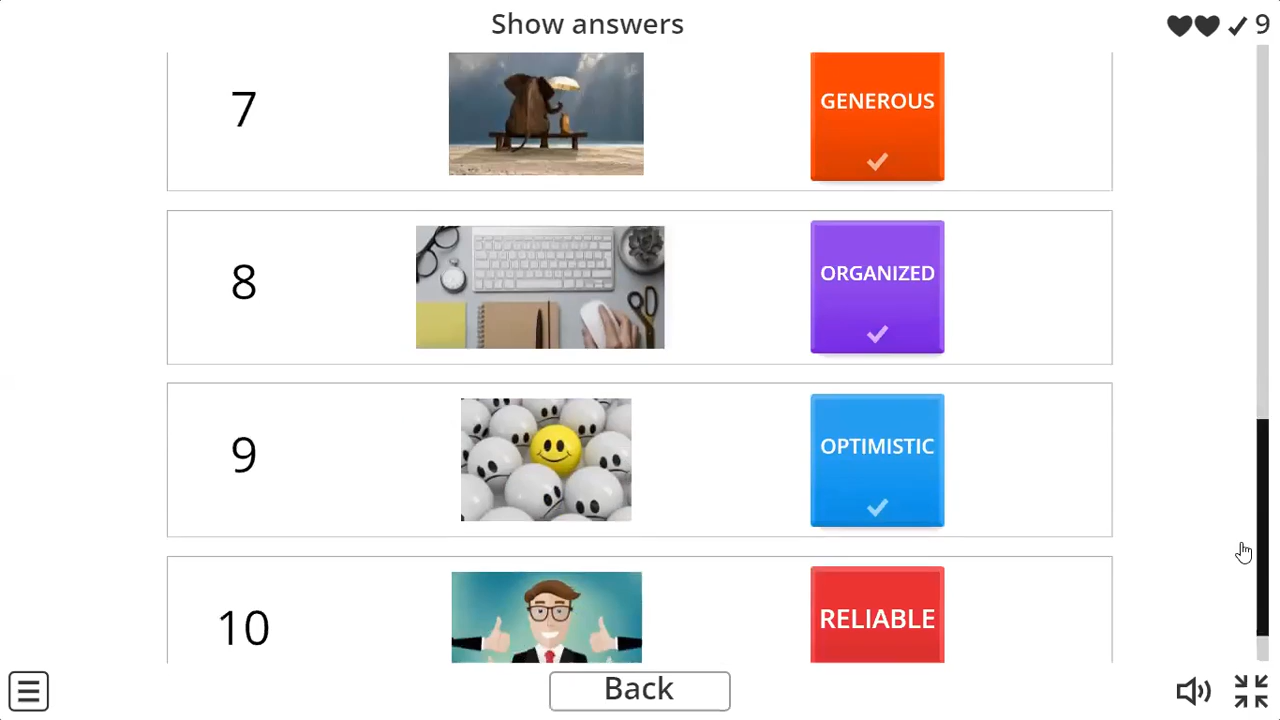 Show answers
9
7
GENEROUS
8
ORGANIZED
9
OPTIMISTIC
10
RELIABLE
Back